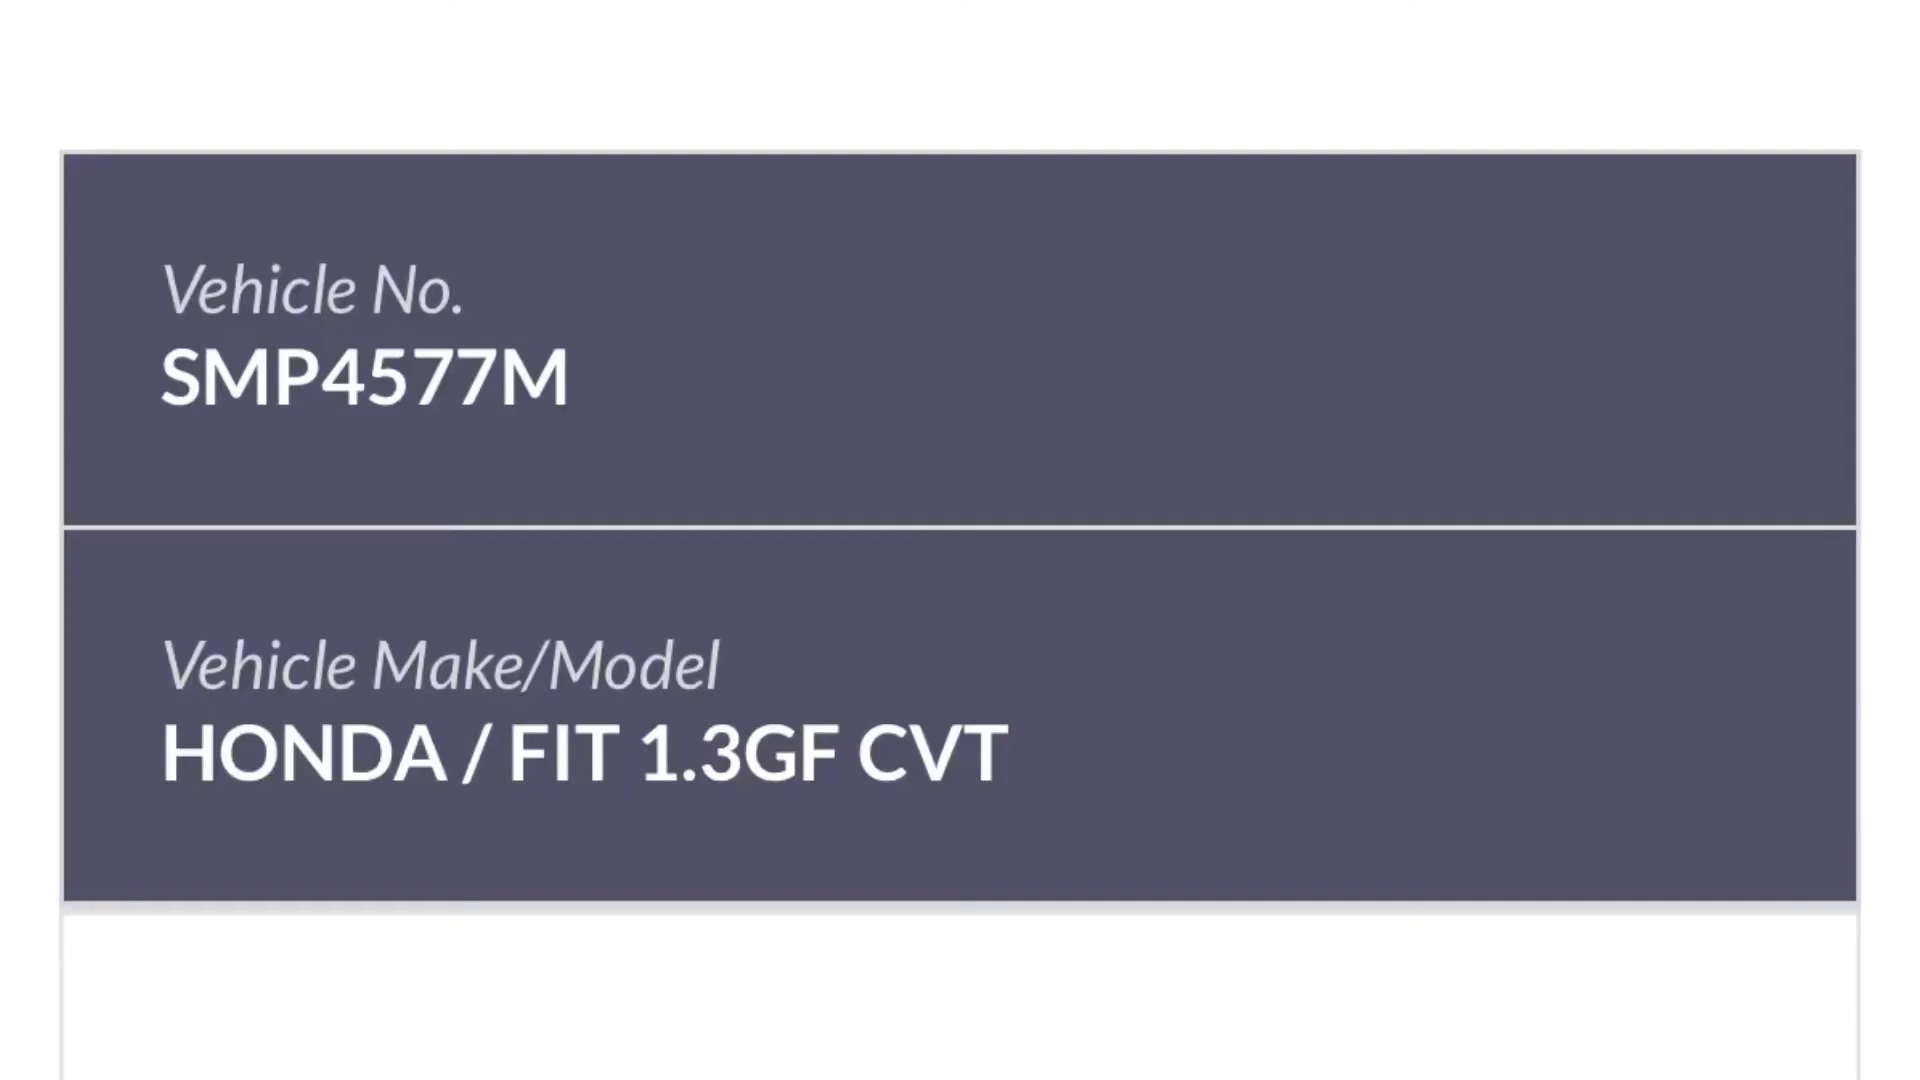 Vehicle No.
SMP4577M
Vehicle Make/Model
HONDA / FIT 1.3GF CVT